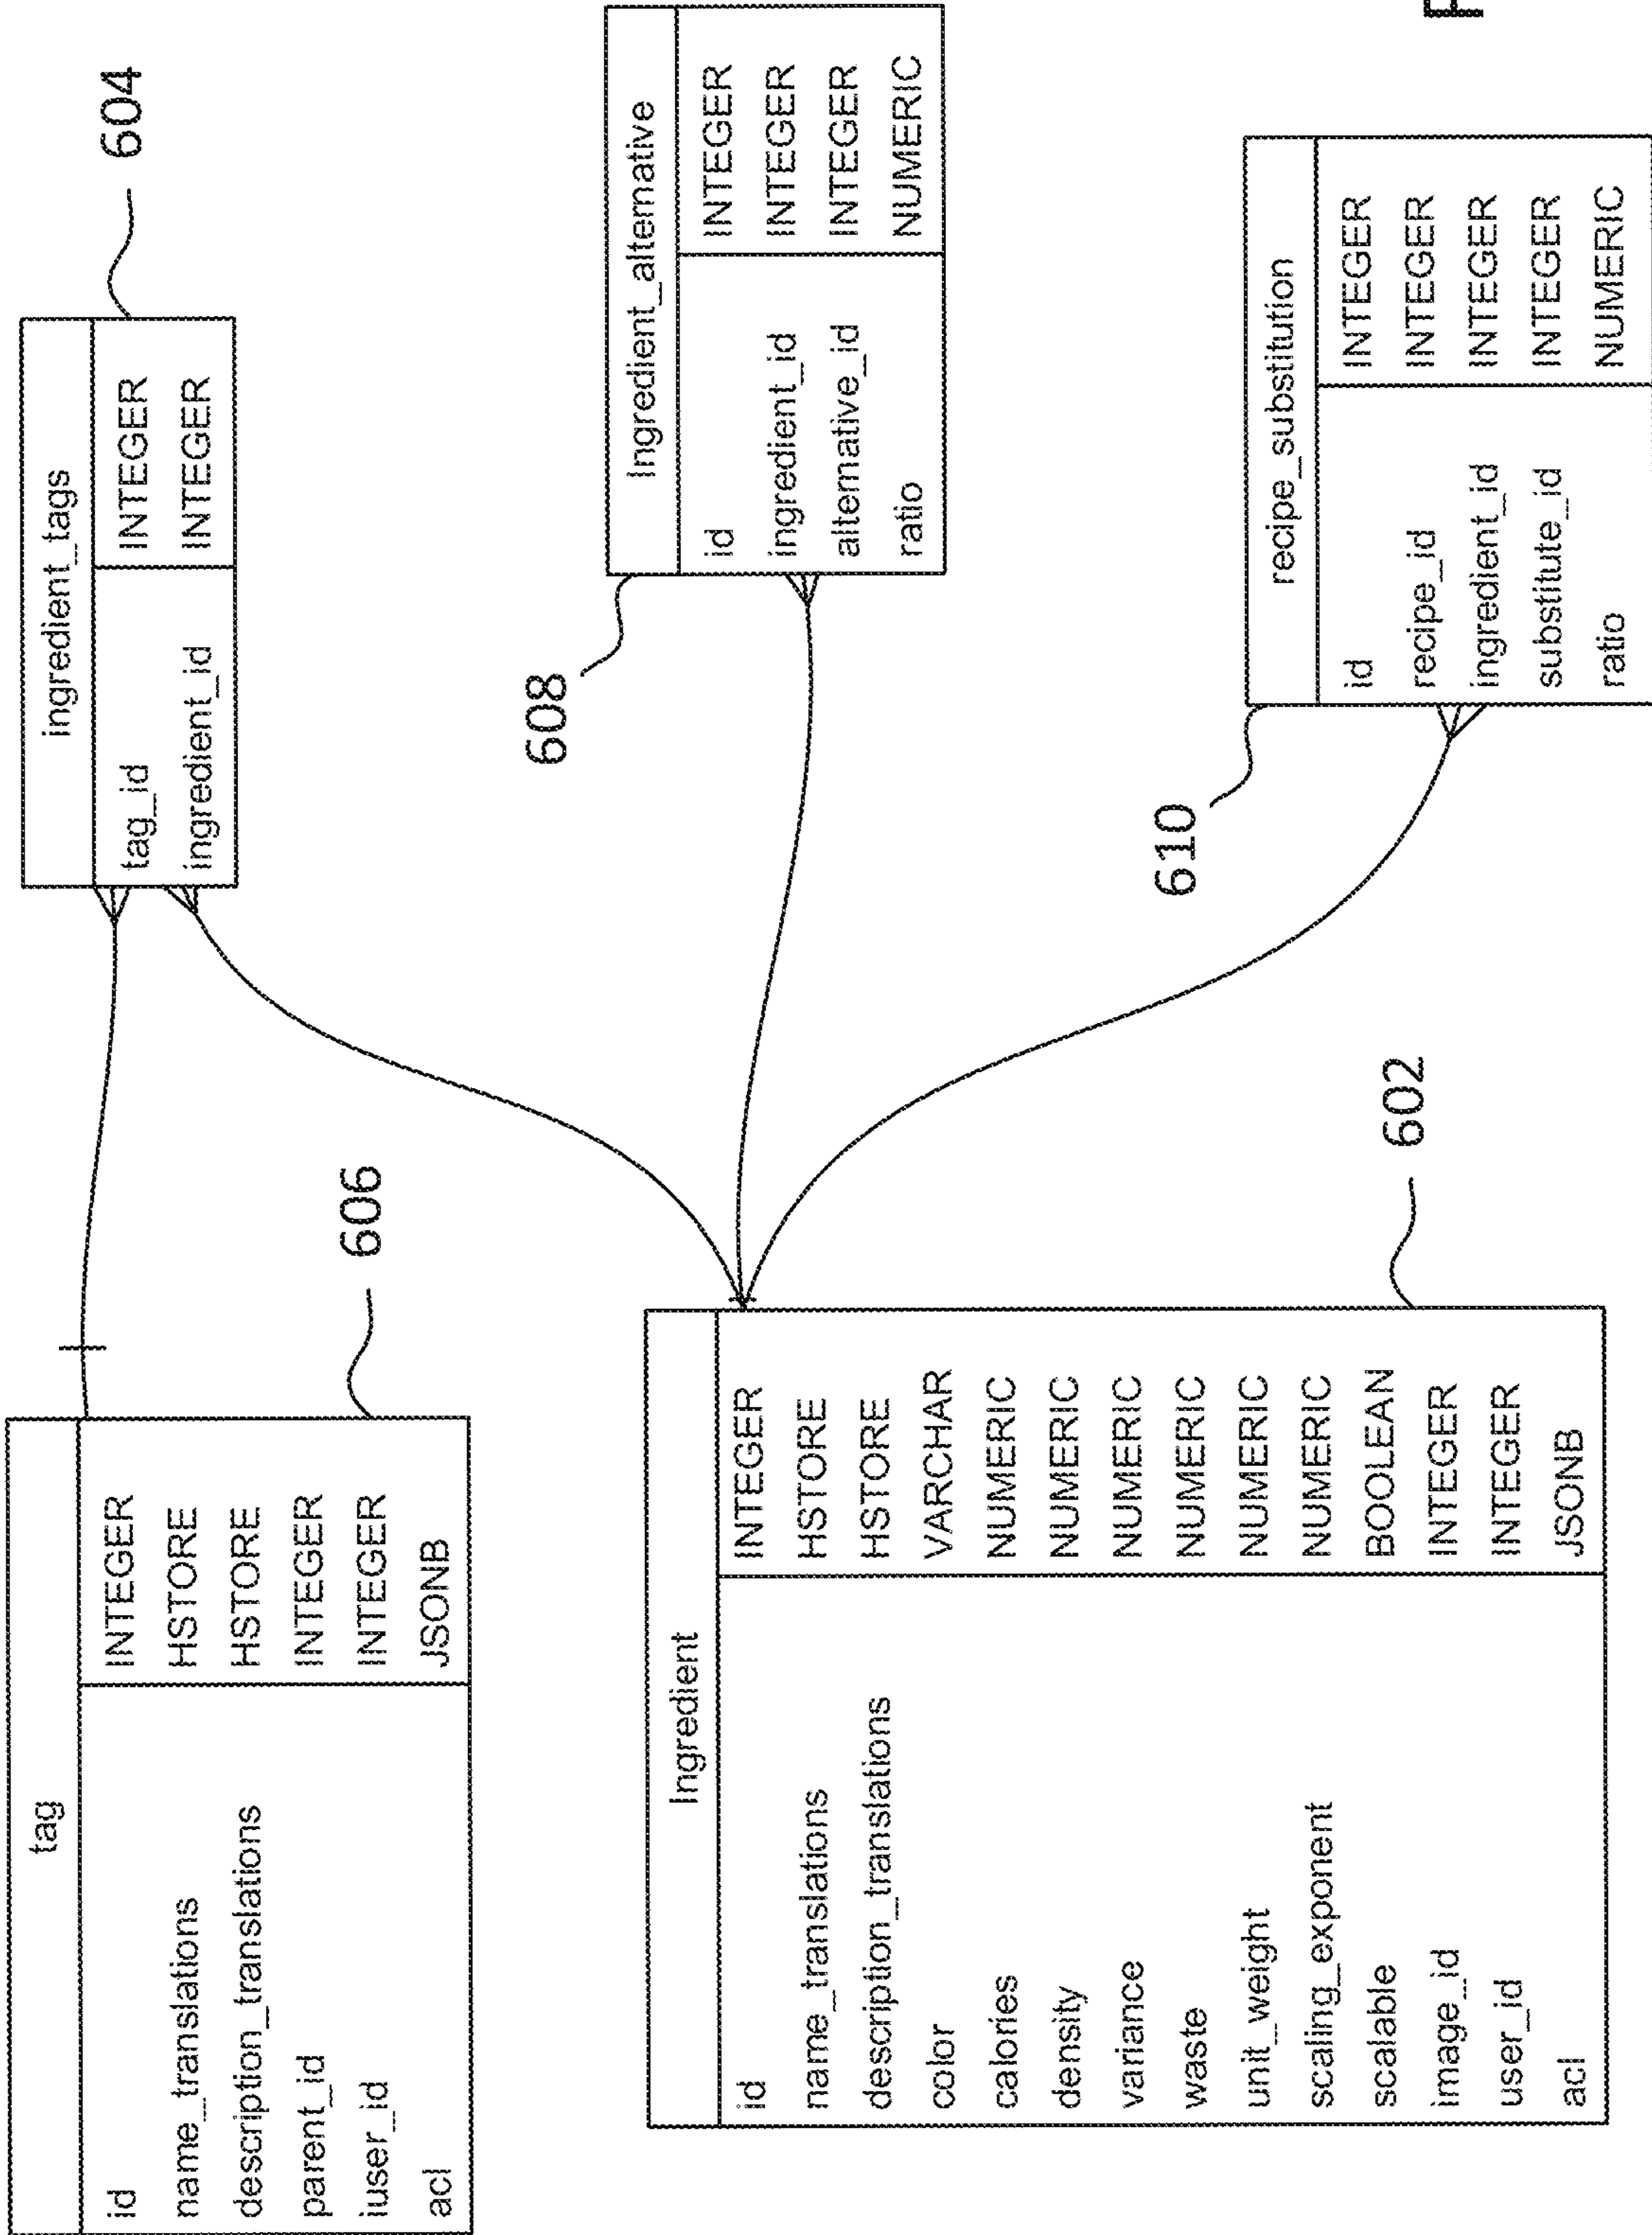 tag
id INTEGER
name_translations HSTORE
description_translations HSTORE
parent_id INTEGER
iuser_id INTEGER
acl JSONB
606
ingredient_tags
tag_id INTEGER
ingredient_id INTEGER
604
Ingredient
id INTEGER
name_translations HSTORE
description_translations HSTORE
color VARCHAR
calories NUMERIC
density NUMERIC
variance NUMERIC
waste NUMERIC
unit_weight NUMERIC
scaling_exponent NUMERIC
scalable BOOLEAN
image_id INTEGER
user_id INTEGER
acl JSONB
602
608
Ingredient_alternative
id INTEGER
ingredient_id INTEGER
alternative_id INTEGER
ratio NUMERIC
610
recipe_substitution
id INTEGER
recipe_id INTEGER
ingredient_id INTEGER
substitute_id INTEGER
ratio NUMERIC